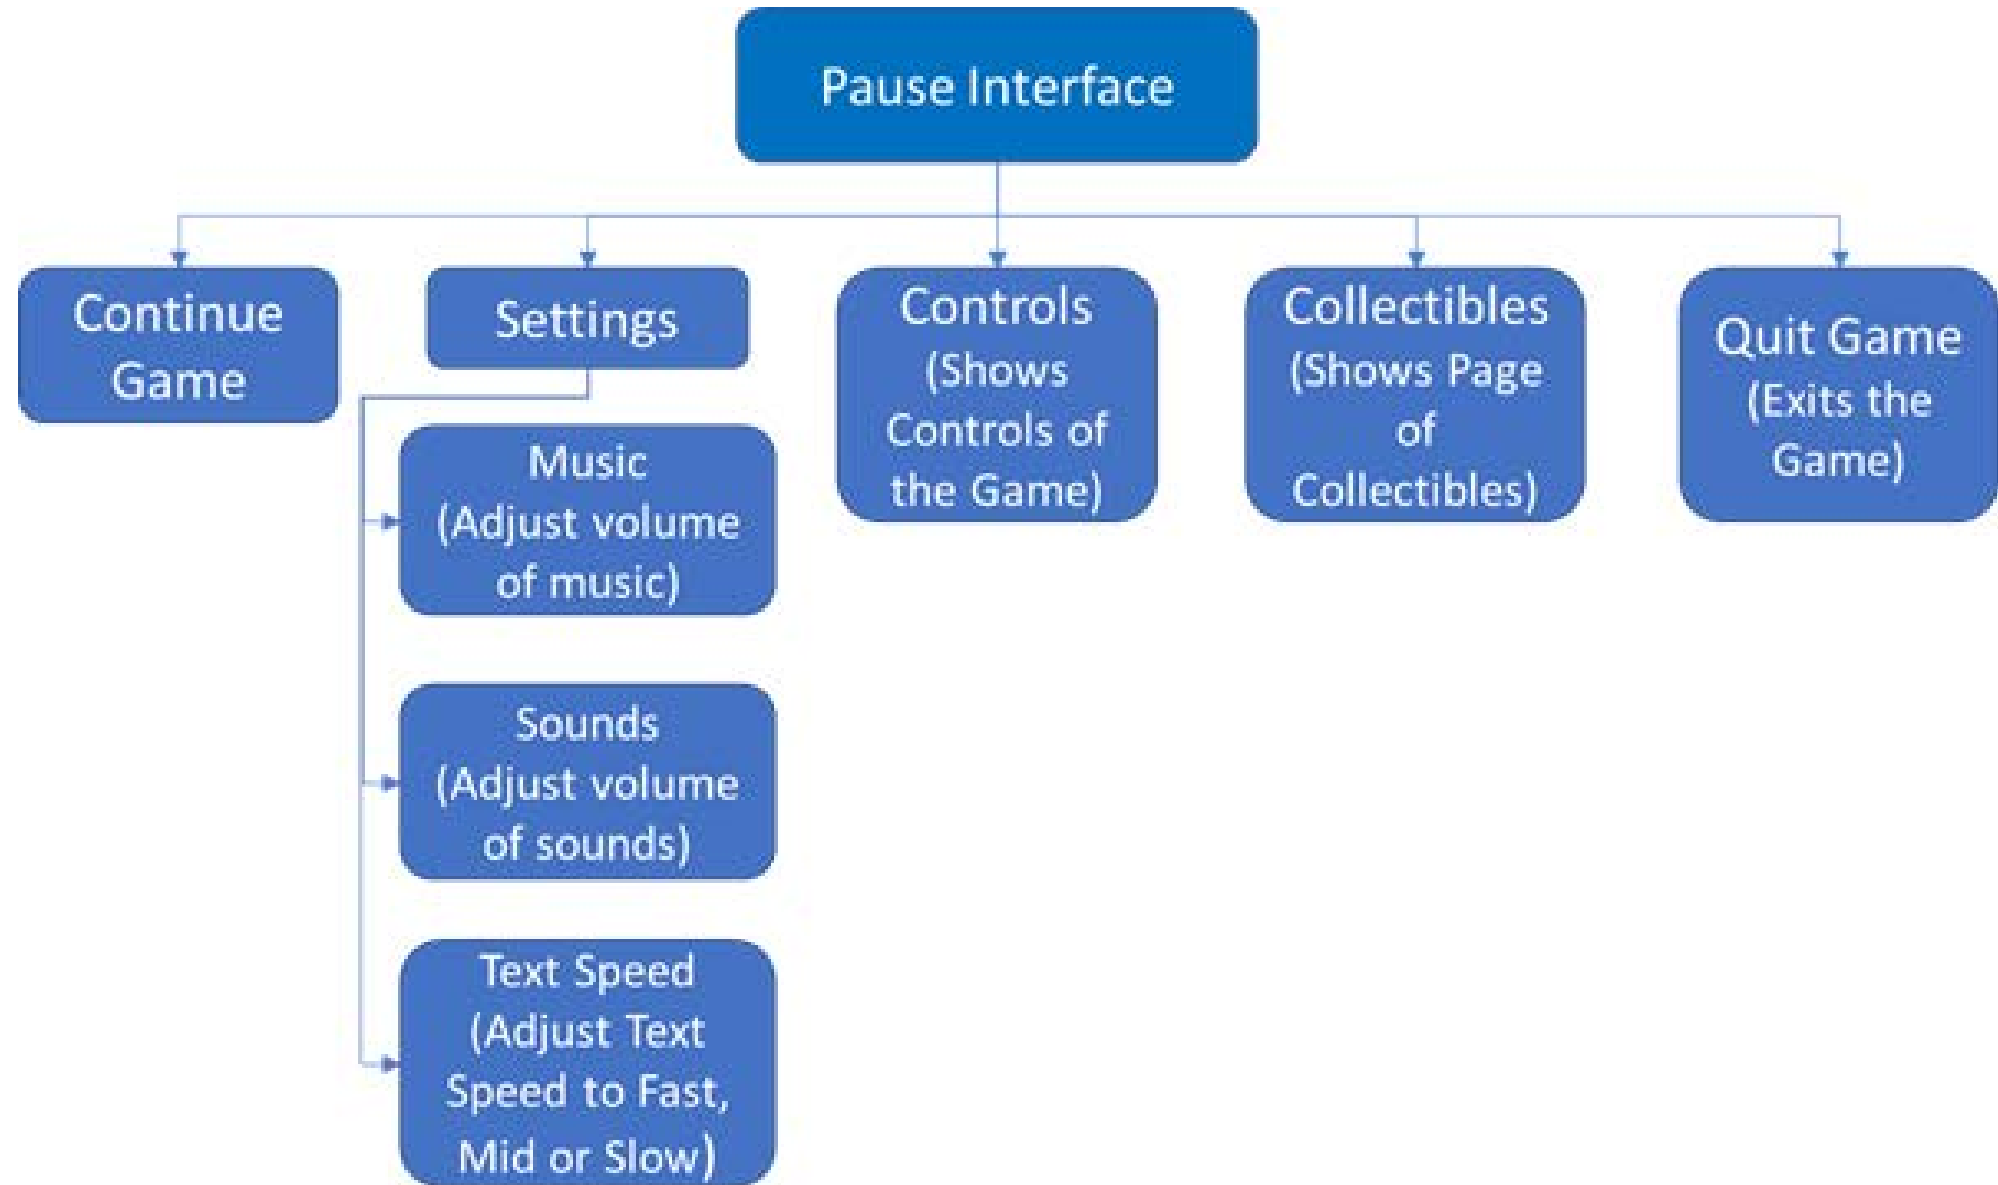 Pause Interface
Continue
Game
Settings
Music
(Adjust volume
of music)
Sounds
(Adjust volume
of sounds)
Text Speed
(Adjust Text
Speed to Fast,
Mid or Slow)
Controls
(Shows
Controls of
the Game)
Collectibles
(Shows Page
of
Collectibles)
Quit Game
(Exits the
Game)